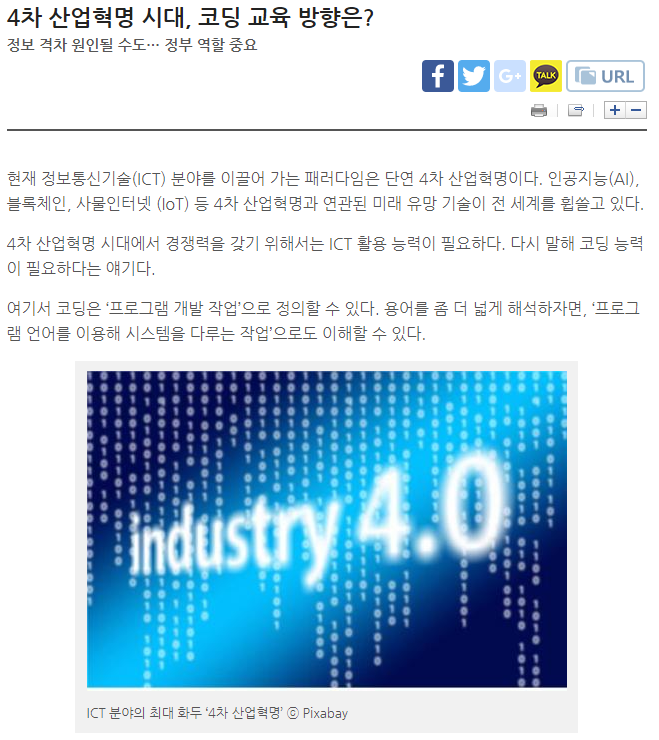 4차 산업혁명 시대, 코딩 교육 방향은?
정보 격차 원인될 수도… 정부 역할 중요
f G+ TALK URL
+ −
현재 정보통신기술(ICT) 분야를 이끌어 가는 패러다임은 단연 4차 산업혁명이다. 인공지능(AI),
블록체인, 사물인터넷 (IoT) 등 4차 산업혁명과 연관된 미래 유망 기술이 전 세계를 휩쓸고 있다.
4차 산업혁명 시대에서 경쟁력을 갖기 위해서는 ICT 활용 능력이 필요하다. 다시 말해 코딩 능력
이 필요하다는 얘기다.
여기서 코딩은 ‘프로그램 개발 작업’으로 정의할 수 있다. 용어를 좀 더 넓게 해석하자면, ‘프로그
램 언어를 이용해 시스템을 다루는 작업’으로도 이해할 수 있다.
industry 4.0
ICT 분야의 최대 화두 ‘4차 산업혁명’ ⓒ Pixabay